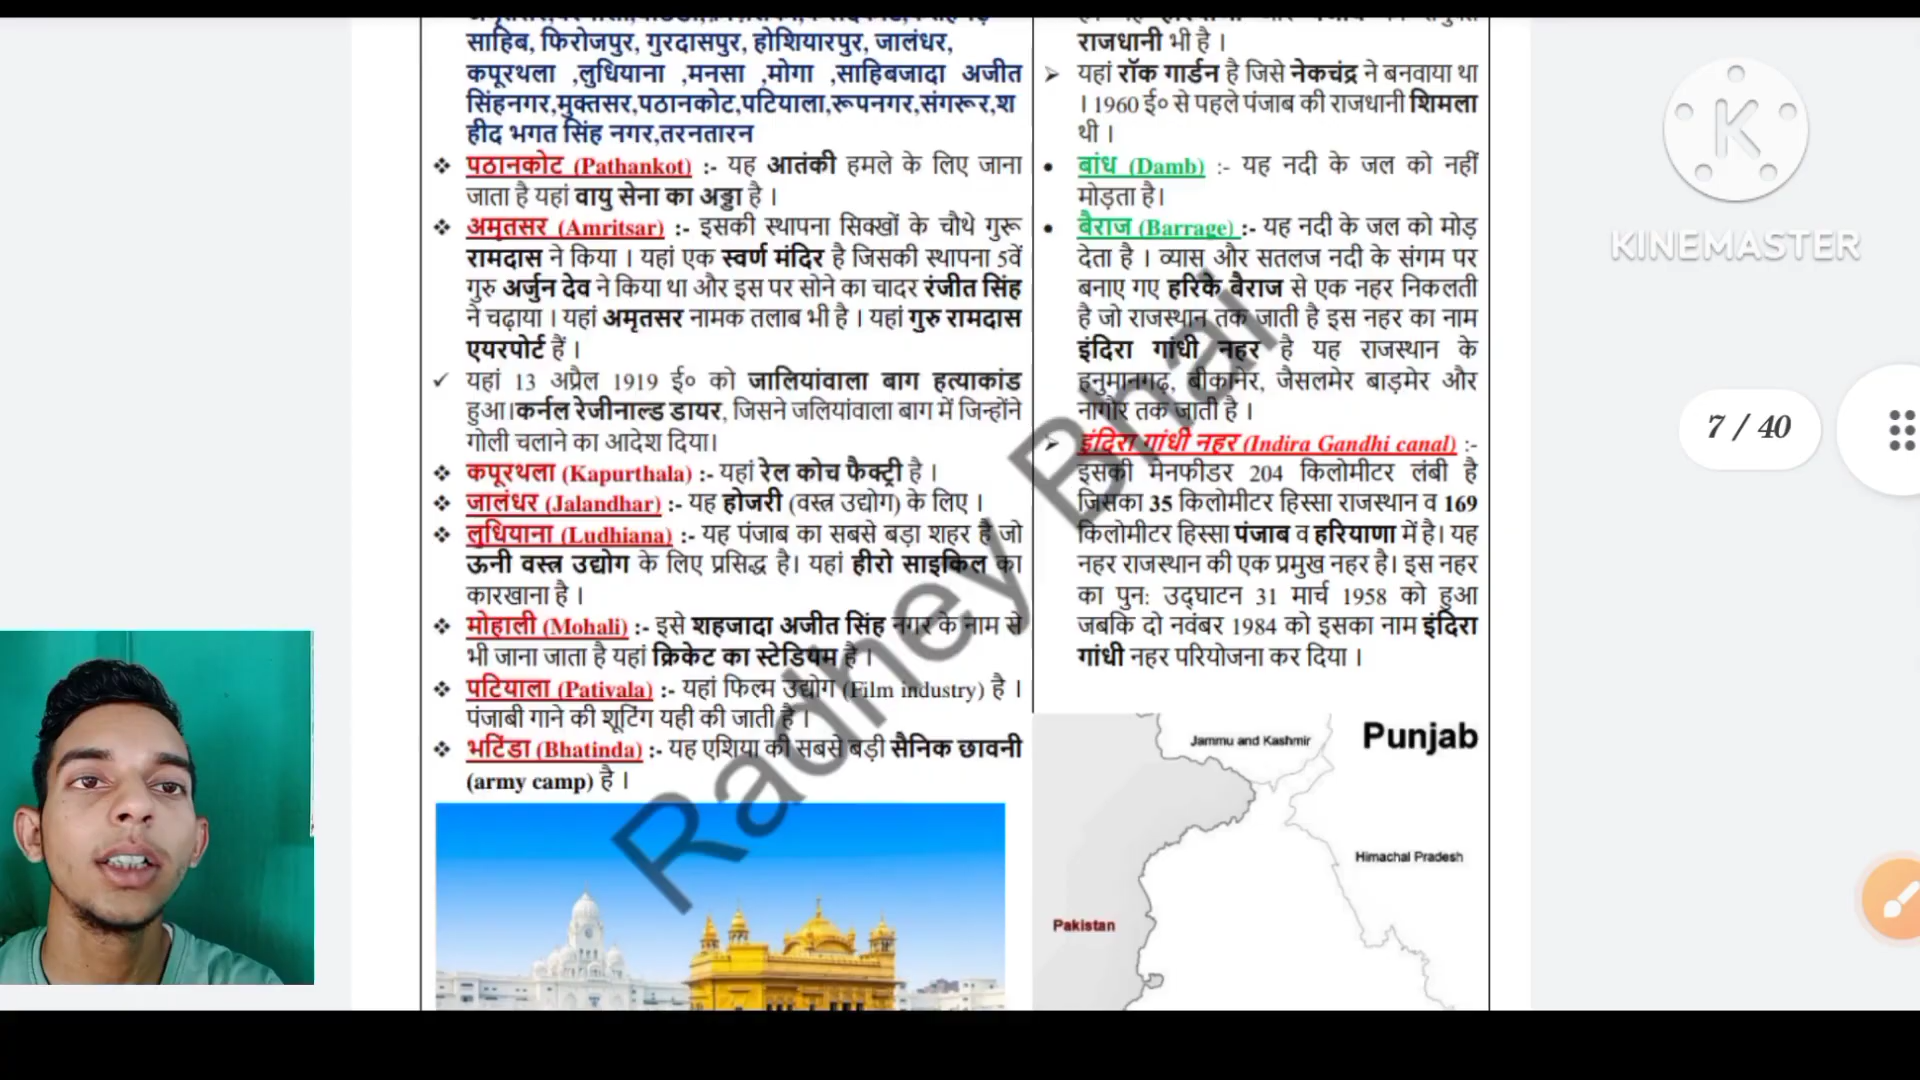 साहिब, फिरोजपुर, गुरदासपुर, होशियारपुर, जालंधर,
कपूरथला ,लुधियाना ,मनसा ,मोगा ,साहिबजादा अजीत
सिंहनगर,मुक्तसर,पठानकोट,पटियाला,रूपनगर,संगरूर,श
हीद भगत सिंह नगर,तरनतारन
❖ पठानकोट (Pathankot) :- यह आतंकी हमले के लिए जाना
जाता है यहां वायु सेना का अड्डा है ।
❖ अमृतसर (Amritsar) :- इसकी स्थापना सिक्खों के चौथे गुरू
रामदास ने किया । यहां एक स्वर्ण मंदिर है जिसकी स्थापना 5वें
गुरु अर्जुन देव ने किया था और इस पर सोने का चादर रंजीत सिंह
ने चढ़ाया । यहां अमृतसर नामक तलाब भी है । यहां गुरु रामदास
एयरपोर्ट हैं ।
✓ यहां 13 अप्रैल 1919 ई० को जालियांवाला बाग हत्याकांड
हुआ।कर्नल रेजीनाल्ड डायर, जिसने जलियांवाला बाग में जिन्होंने
गोली चलाने का आदेश दिया।
❖ कपूरथला (Kapurthala) :- यहां रेल कोच फैक्ट्री है ।
❖ जालंधर (Jalandhar) :- यह होजरी (वस्त्र उद्योग) के लिए ।
❖ लुधियाना (Ludhiana) :- यह पंजाब का सबसे बड़ा शहर है जो
ऊनी वस्त्र उद्योग के लिए प्रसिद्ध है। यहां हीरो साइकिल का
कारखाना है ।
❖ मोहाली (Mohali) :- इसे शहजादा अजीत सिंह नगर के नाम से
भी जाना जाता है यहां क्रिकेट का स्टेडियम है ।
❖ पटियाला (Pativala) :- यहां फिल्म उद्योग (Film industry) है ।
पंजाबी गाने की शूटिंग यही की जाती है ।
❖ भटिंडा (Bhatinda) :- यह एशिया की सबसे बड़ी सैनिक छावनी
(army camp) है ।
राजधानी भी है ।
➢ यहां रॉक गार्डन है जिसे नेकचंद्र ने बनवाया था
। 1960 ई० से पहले पंजाब की राजधानी शिमला
थी ।
• बांध (Damb) :- यह नदी के जल को नहीं
मोड़ता है।
• बैराज (Barrage) :- यह नदी के जल को मोड़
देता है । व्यास और सतलज नदी के संगम पर
बनाए गए हरिकै बैराज से एक नहर निकलती
है जो राजस्थान तक जाती है इस नहर का नाम
इंदिरा गांधी नहर है यह राजस्थान के
हनुमानगढ़, बीकानेर, जैसलमेर बाड़मेर और
नागौर तक जाती है ।
➢ इंदिरा गांधी नहर (Indira Gandhi canal) :-
इसकी मेनफीडर 204 किलोमीटर लंबी है
जिसका 35 किलोमीटर हिस्सा राजस्थान व 169
किलोमीटर हिस्सा पंजाब व हरियाणा में है। यह
नहर राजस्थान की एक प्रमुख नहर है। इस नहर
का पुन: उद्घाटन 31 मार्च 1958 को हुआ
जबकि दो नवंबर 1984 को इसका नाम इंदिरा
गांधी नहर परियोजना कर दिया ।
Punjab
Jammu and Kashmir
Himachal Pradesh
Pakistan
Radhey Bhai
K
KINEMASTER
7 / 40